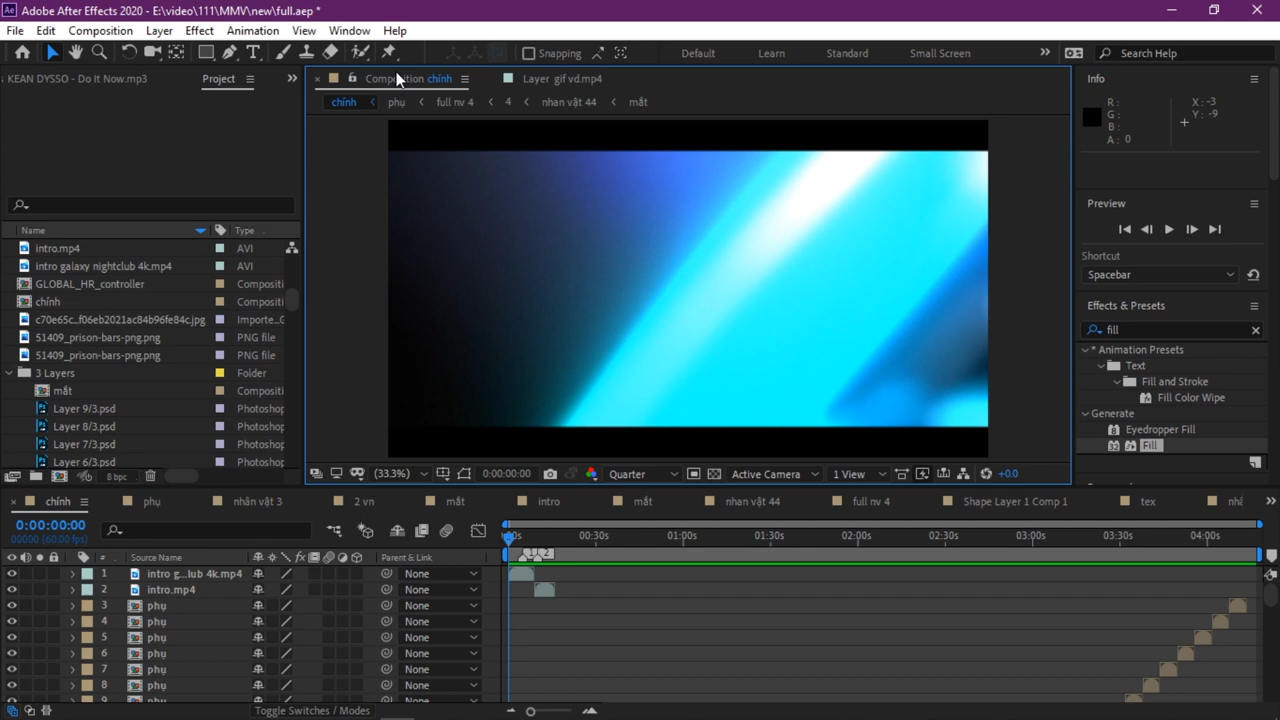 Adobe After Effects 2020 - E:\video\111\MMV\new\full.aep *
File Edit Composition Layer Effect Animation View Window Help
Snapping Default Learn Standard Small Screen Search Help
KEAN DYSSO - Do It Now.mp3 Project
Composition chính Layer gif vd.mp4
chính phụ full nv 4 4 nhan vật 44 mắt
Name Type
intro.mp4 AVI
intro galaxy nightclub 4k.mp4 AVI
GLOBAL_HR_controller Compositi
chính Compositi
c70e65c...f06eb2021ac84b96fe84c.jpg Importe...G
51409_prison-bars-png.png PNG file
51409_prison-bars-png.png PNG file
3 Layers Folder
mắt Compositi
Layer 9/3.psd Photoshop
Layer 8/3.psd Photoshop
Layer 7/3.psd Photoshop
Layer 6/3.psd Photoshop
8 bpc
(33.3%) 0:00:00:00 Quarter Active Camera 1 View +0.0
Info
R: X: -3
G: Y: -9
B:
A: 0
Preview
Shortcut
Spacebar
Effects & Presets
fill
* Animation Presets
Text
Fill and Stroke
Fill Color Wipe
Generate
Eyedropper Fill
Fill
chính phụ nhân vật 3 2 vn mắt intro mắt nhan vật 44 full nv 4 Shape Layer 1 Comp 1 tex nhâ
0:00:00:00
00000 (60.00 fps)
:00s 00:30s 01:00s 01:30s 02:00s 02:30s 03:00s 03:30s 04:00s
# Source Name fx Parent & Link
1 intro g...lub 4k.mp4 None
2 intro.mp4 None
3 phụ None
4 phụ None
5 phụ None
6 phụ None
7 phụ None
8 phụ None
9 phụ None
Toggle Switches / Modes